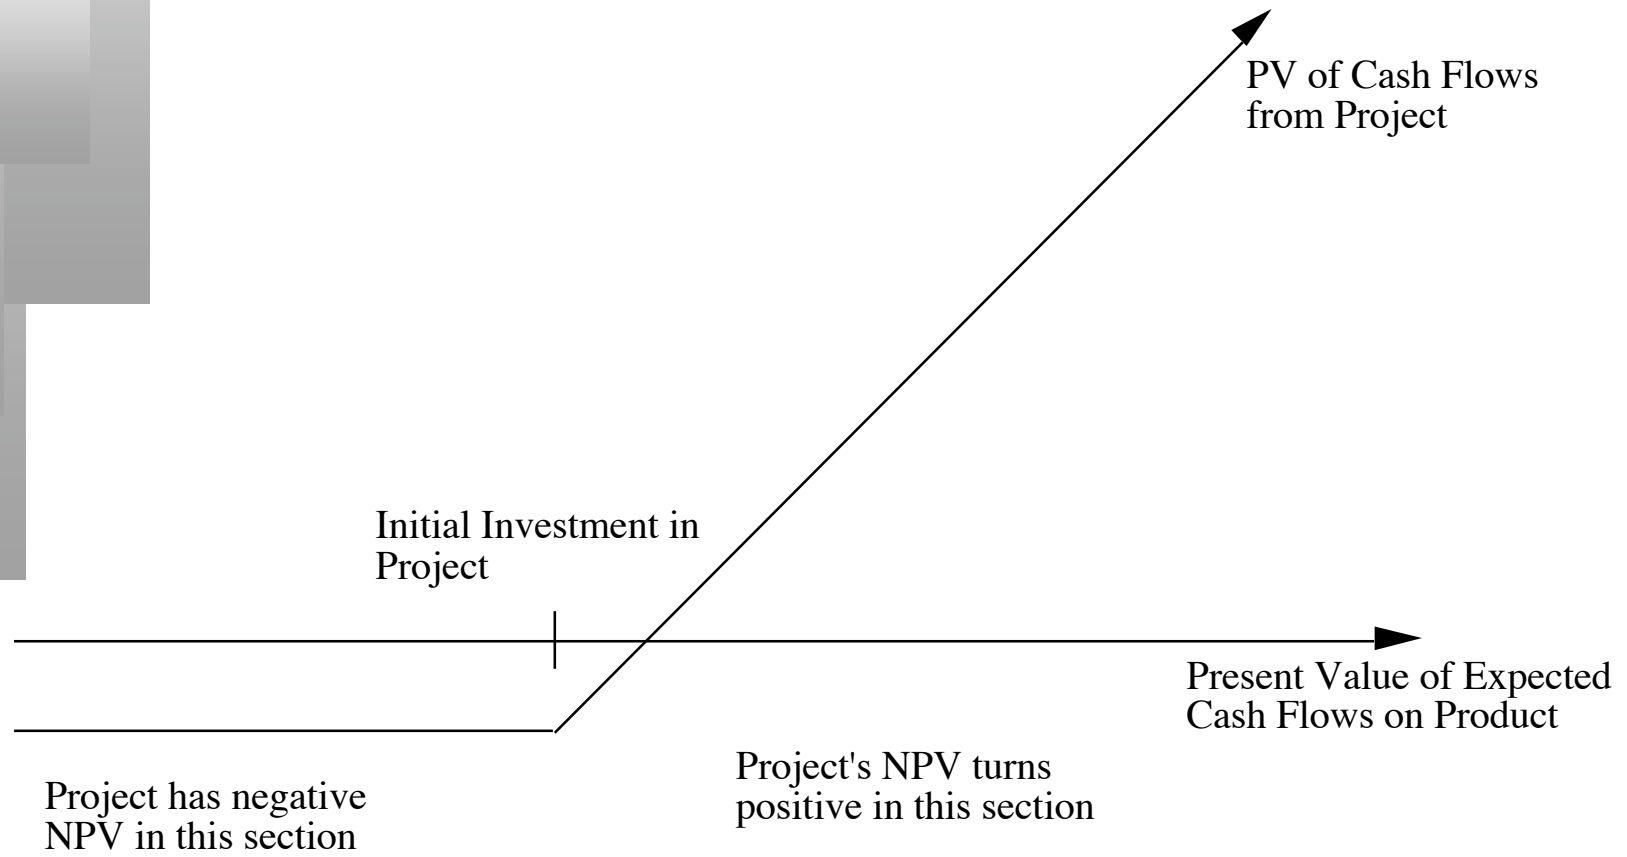 PV of Cash Flows
from Project
Initial Investment in
Project
Present Value of Expected
Cash Flows on Product
Project's NPV turns
positive in this section
Project has negative
NPV in this section